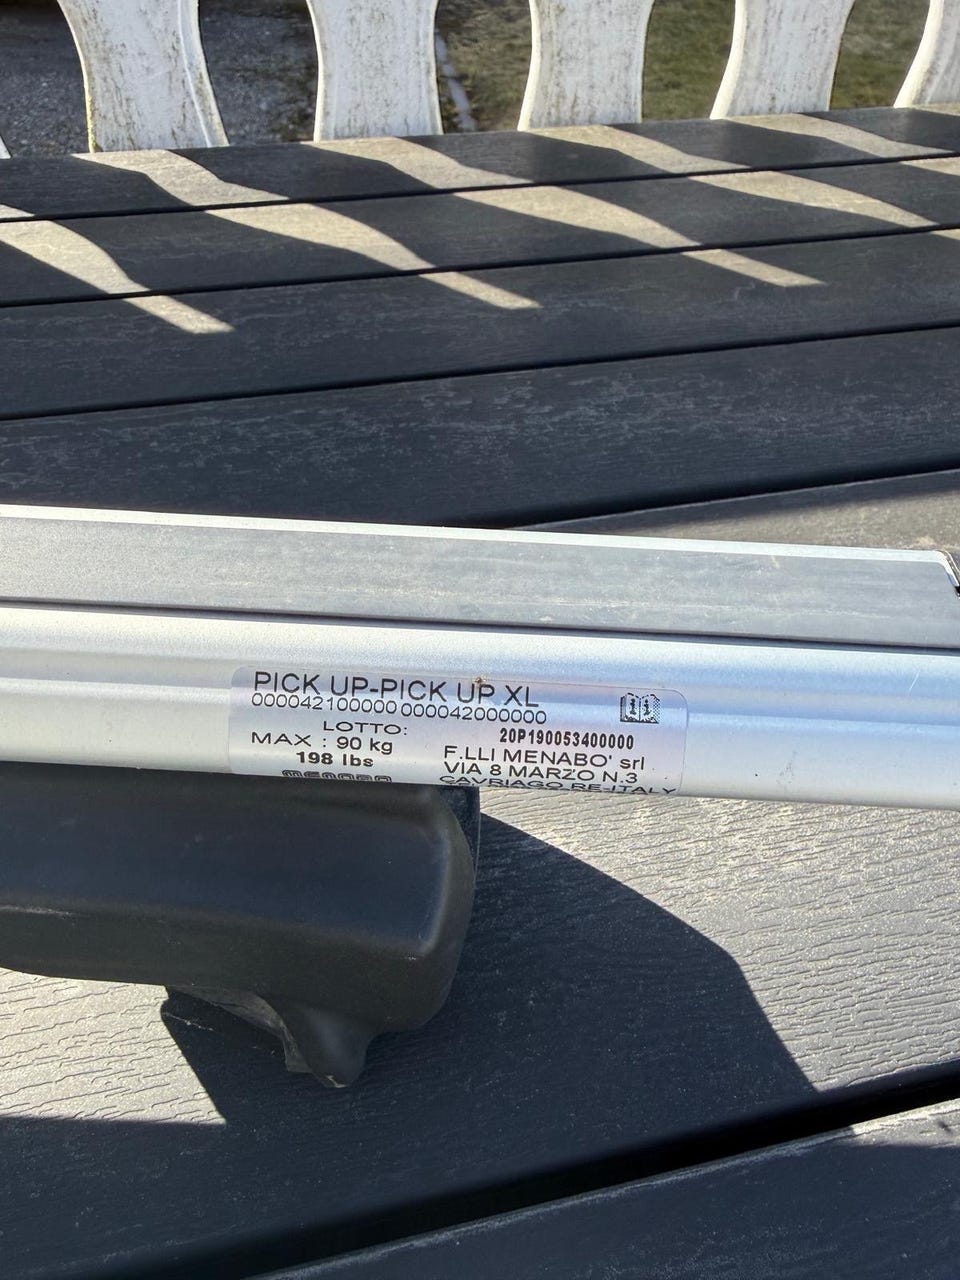 PICK UP-PICK UP XL
000042100000 000042000000
LOTTO:
20P190053400000
MAX : 90 kg
198 lbs
F.LLI MENABO' srl
VIA 8 MARZO N.3
CAVRIAGO RE-ITALY
MENABO